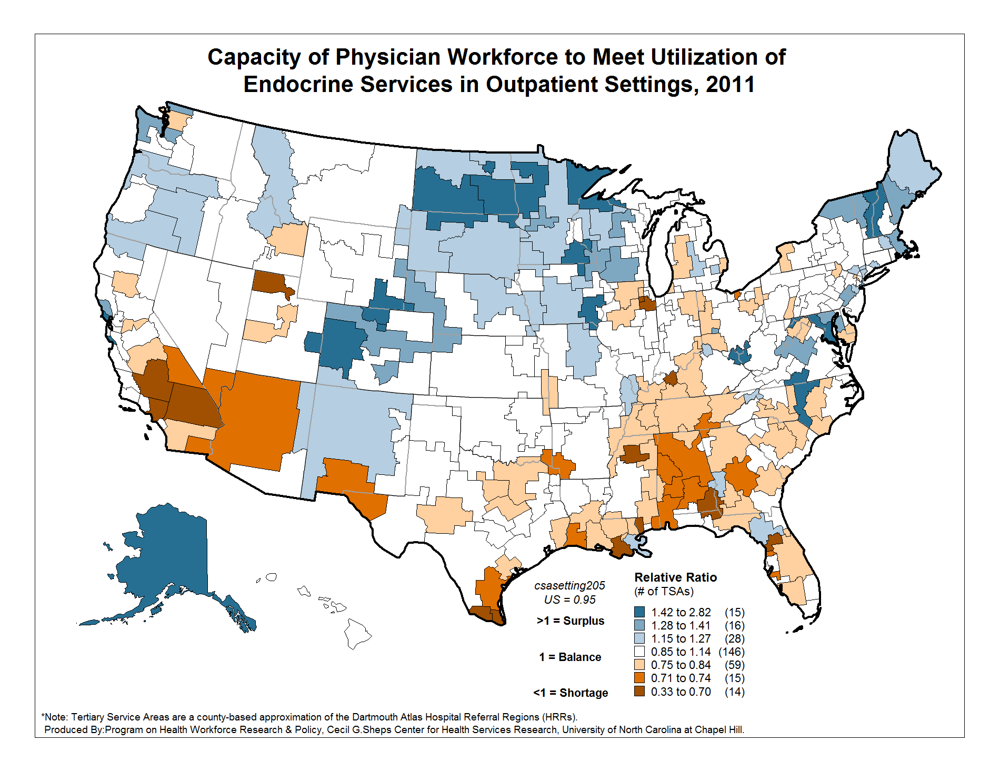 Capacity of Physician Workforce to Meet Utilization of
Endocrine Services in Outpatient Settings, 2011
csasetting205
US = 0.95
>1 = Surplus
1 = Balance
<1 = Shortage
Relative Ratio
(# of TSAs)
1.42 to 2.82 (15)
1.28 to 1.41 (16)
1.15 to 1.27 (28)
0.85 to 1.14 (146)
0.75 to 0.84 (59)
0.71 to 0.74 (15)
0.33 to 0.70 (14)
*Note: Tertiary Service Areas are a county-based approximation of the Dartmouth Atlas Hospital Referral Regions (HRRs).
Produced By:Program on Health Workforce Research & Policy, Cecil G.Sheps Center for Health Services Research, University of North Carolina at Chapel Hill.